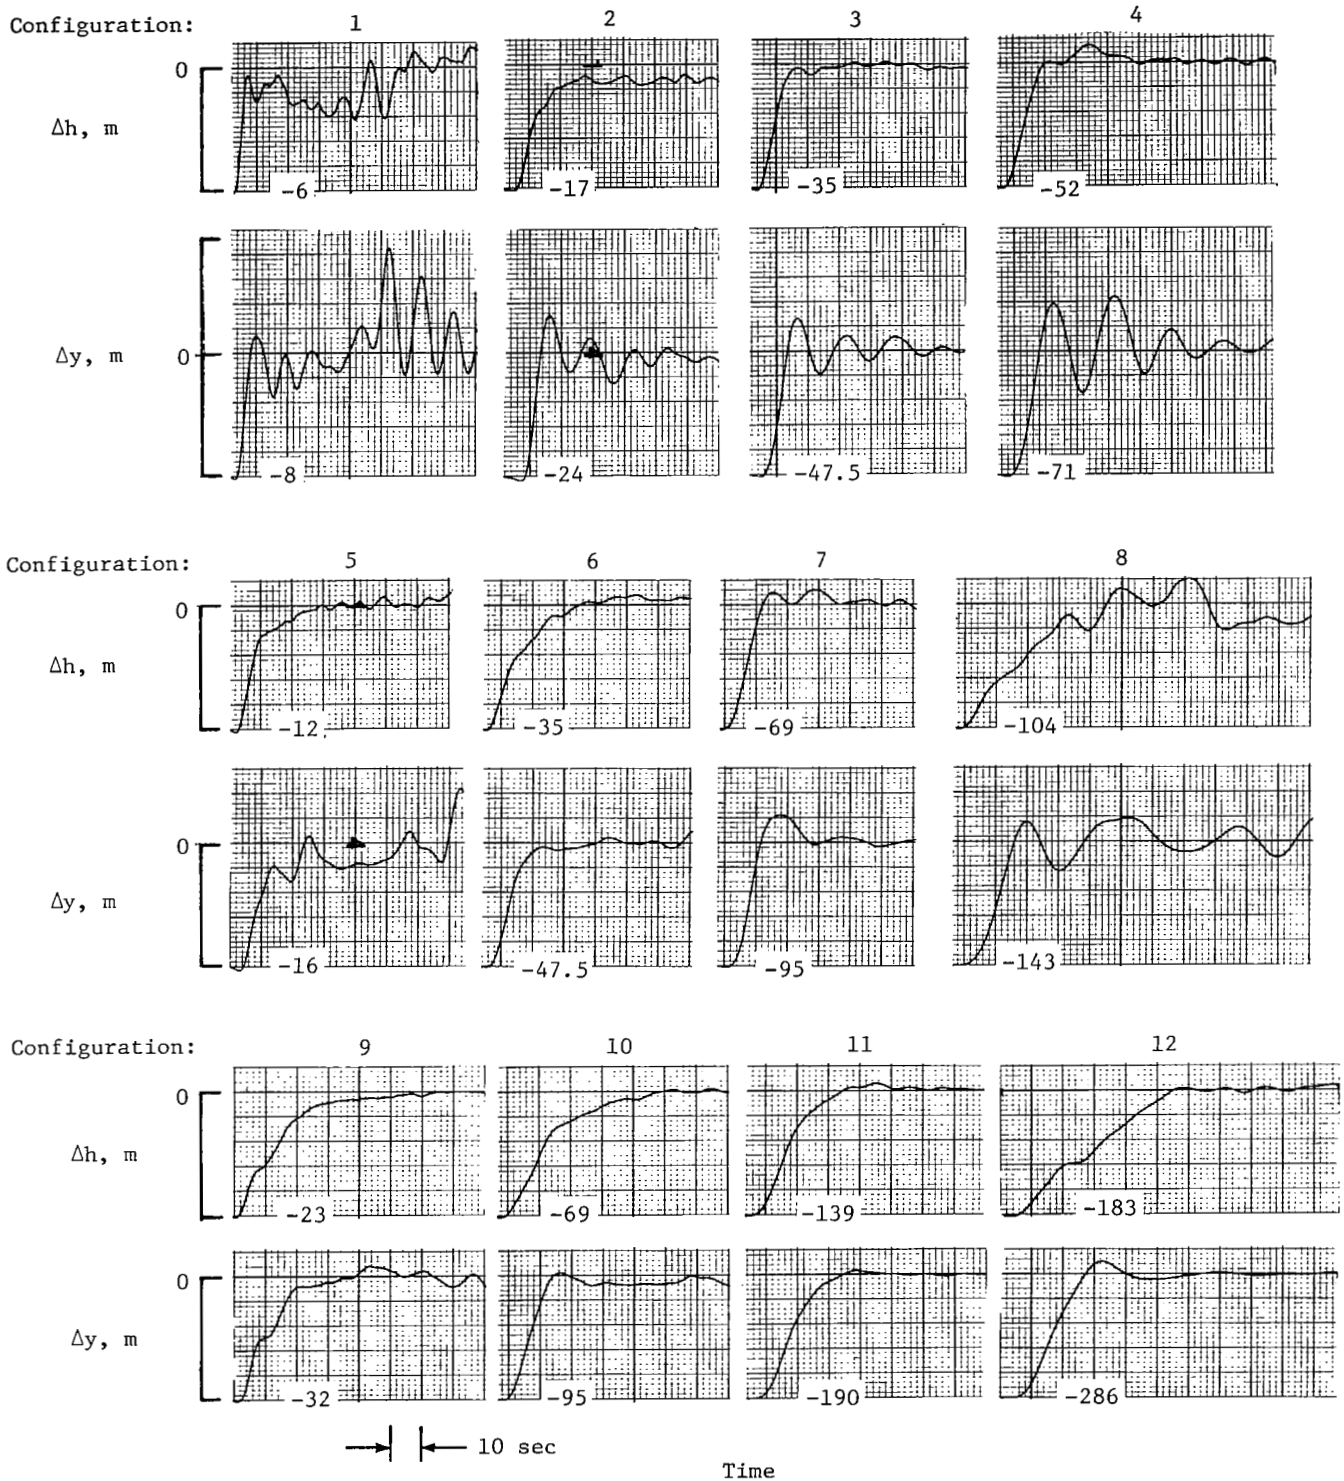 Configuration: 1 2 3 4
0
Δh, m
-6 -17 -35 -52
Δy, m 0
-8 -24 -47.5 -71
Configuration: 5 6 7 8
0
Δh, m
-12 -35 -69 -104
0
Δy, m
-16 -47.5 -95 -143
Configuration: 9 10 11 12
0
Δh, m
-23 -69 -139 -183
0
Δy, m
-32 -95 -190 -286
10 sec
Time